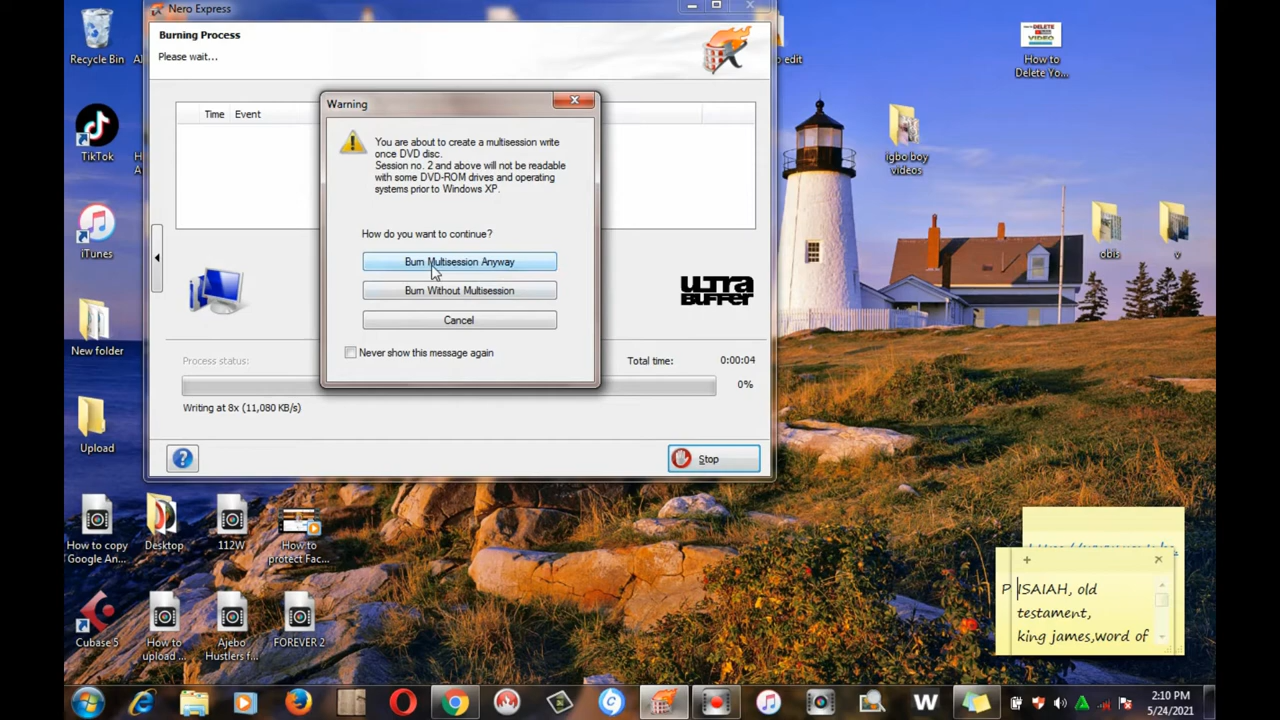 Nero Express
Burning Process
Please wait...
Time Event
Warning
You are about to create a multisession write
once DVD disc.
Session no. 2 and above will not be readable
with some DVD-ROM drives and operating
systems prior to Windows XP.
How do you want to continue?
Burn Multisession Anyway
Burn Without Multisession
Cancel
Never show this message again
ULTRA
BUFFER
Process status:
Total time: 0:00:04
0%
Writing at 8x (11,080 KB/s)
Stop
Recycle Bin
TikTok
iTunes
New folder
Upload
How to copy
Google An...
Desktop
112W
How to
protect Fac...
Cubase 5
How to
upload ...
Ajebo
Hustlers f...
FOREVER 2
edit
How to DELETE
VIDEO
How to
Delete Yo...
igbo boy
videos
obis
v
P ISAIAH, old
testament,
king james,word of
2:10 PM
5/24/2021